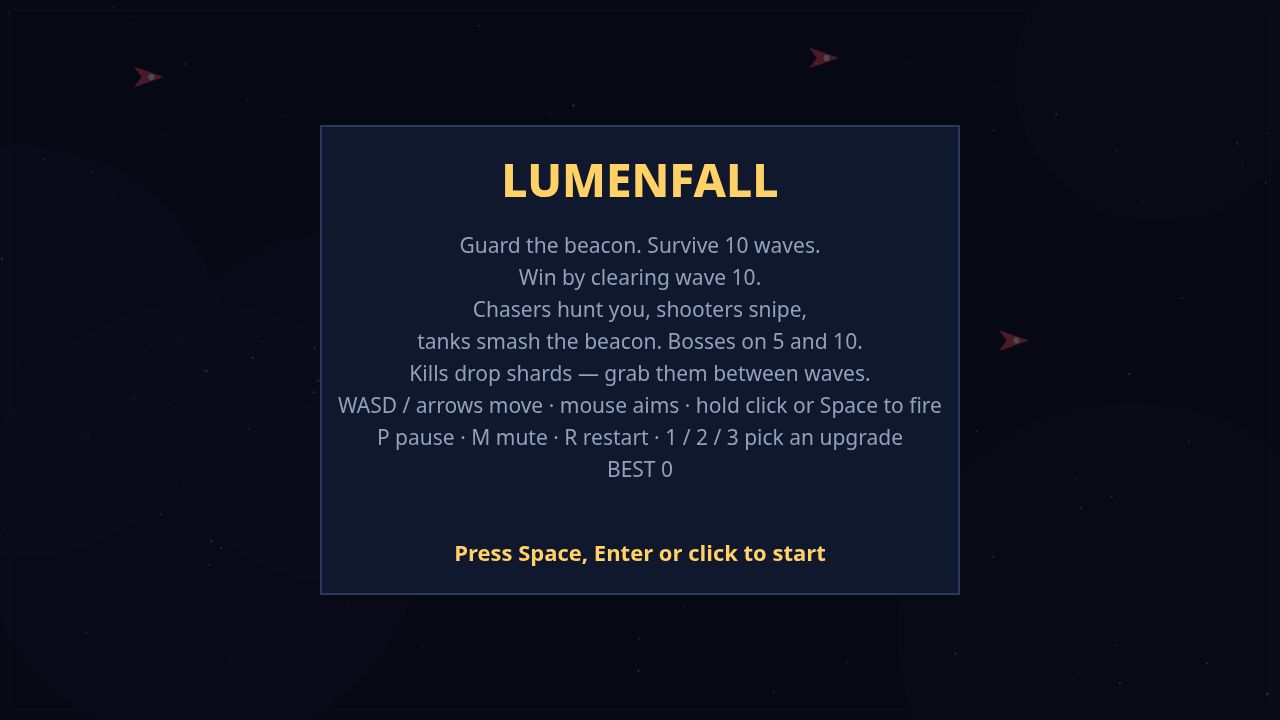 LUMENFALL
Guard the beacon. Survive 10 waves.
Win by clearing wave 10.
Chasers hunt you, shooters snipe,
tanks smash the beacon. Bosses on 5 and 10.
Kills drop shards — grab them between waves.
WASD / arrows move · mouse aims · hold click or Space to fire
P pause · M mute · R restart · 1 / 2 / 3 pick an upgrade
BEST 0
Press Space, Enter or click to start